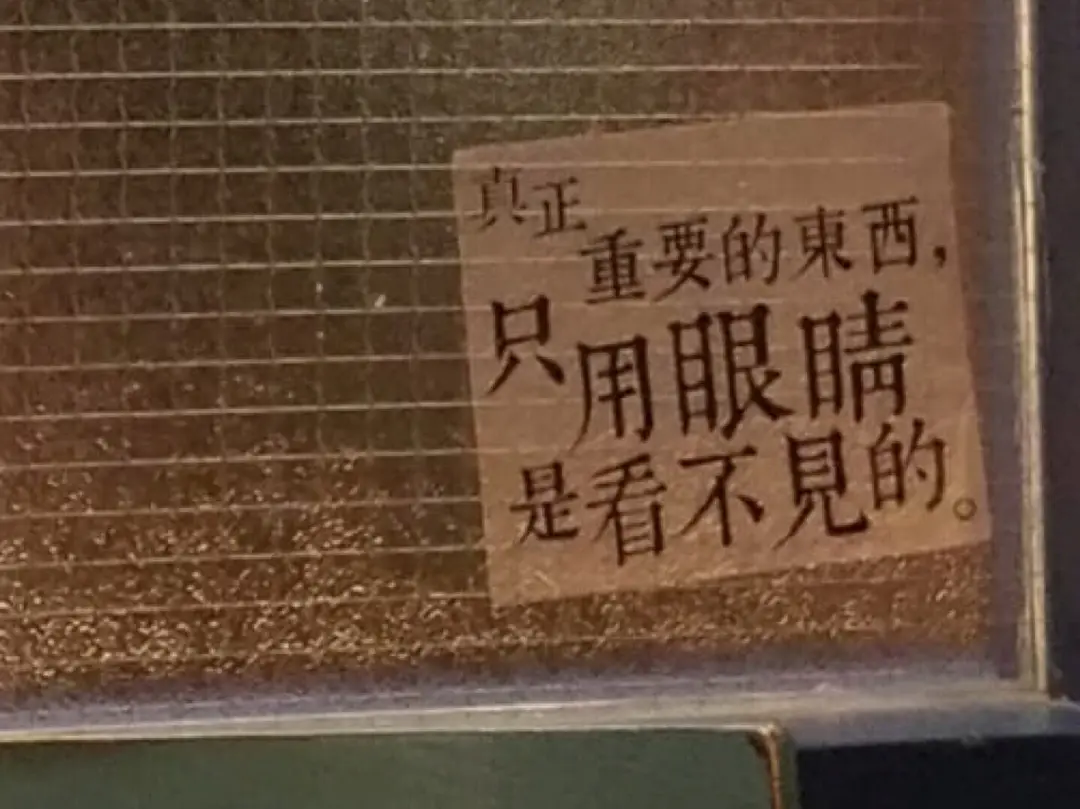 真正
重要的東西，
只用眼睛
是看不見的。